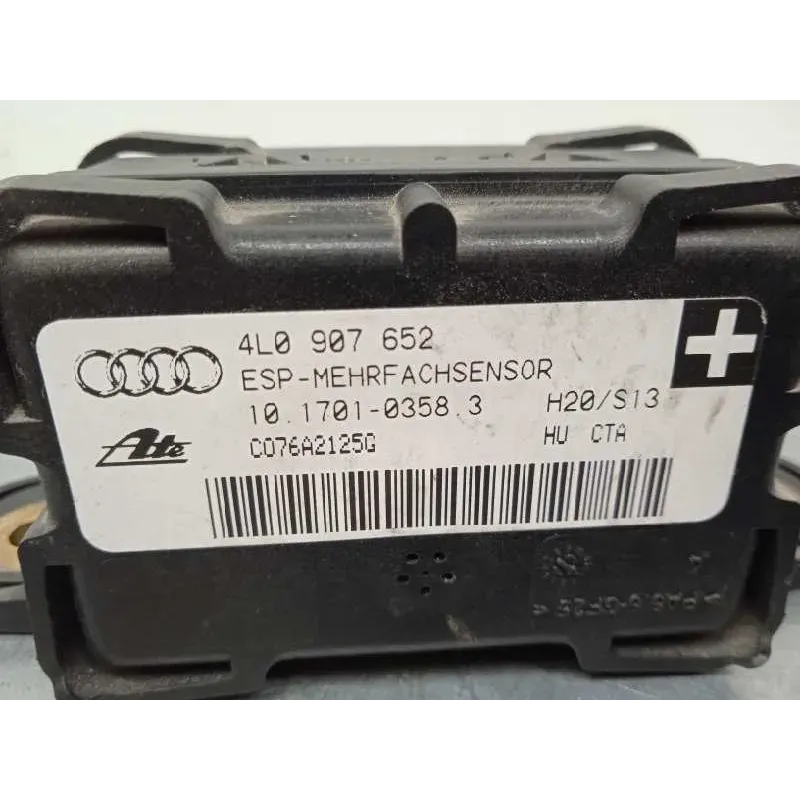 4L0 907 652
ESP-MEHRFACHSENSOR
10.1701-0358.3 H20/S13
Ate C076A2125G HU CTA